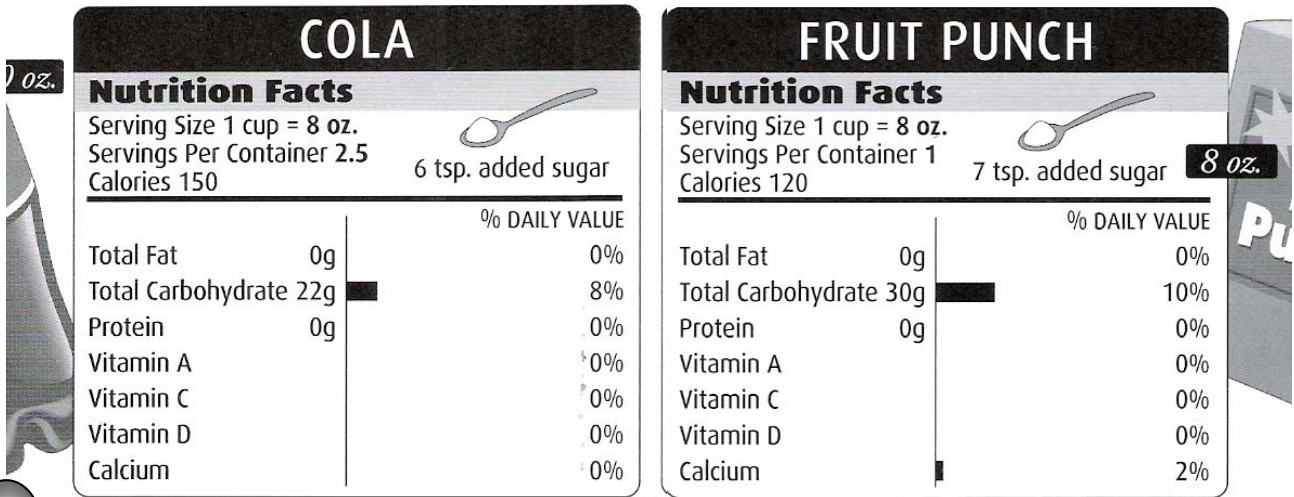 COLA
Nutrition Facts
Serving Size 1 cup = 8 oz.
Servings Per Container 2.5
Calories 150
6 tsp. added sugar
% DAILY VALUE
Total Fat 0g 0%
Total Carbohydrate 22g 8%
Protein 0g 0%
Vitamin A 0%
Vitamin C 0%
Vitamin D 0%
Calcium 0%
oz.
FRUIT PUNCH
Nutrition Facts
Serving Size 1 cup = 8 oz.
Servings Per Container 1
Calories 120
7 tsp. added sugar
8 oz.
% DAILY VALUE
Total Fat 0g 0%
Total Carbohydrate 30g 10%
Protein 0g 0%
Vitamin A 0%
Vitamin C 0%
Vitamin D 0%
Calcium 2%